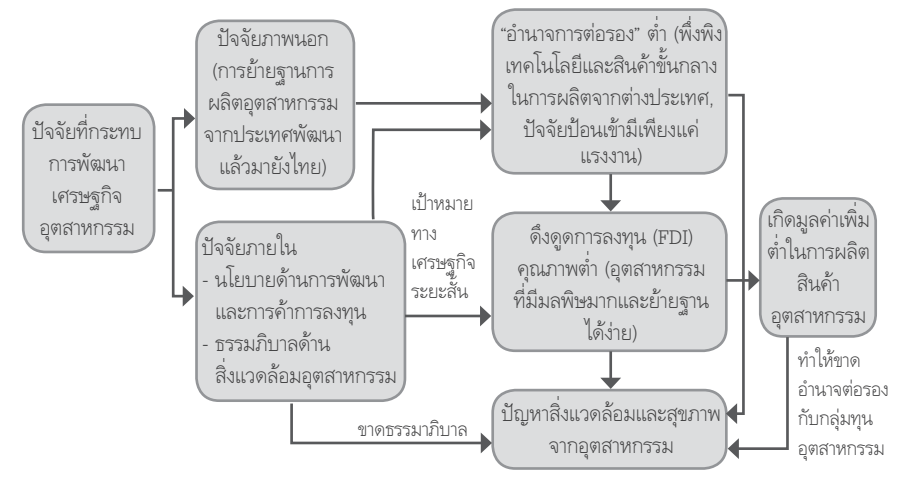 ปัจจัยที่กระทบ
การพัฒนา
เศรษฐกิจ
อุตสาหกรรม
ปัจจัยภาพนอก
(การย้ายฐานการ
ผลิตอุตสาหกรรม
จากประเทศพัฒนา
แล้วมายังไทย)
ปัจจัยภายใน
- นโยบายด้านการพัฒนา
และการค้าการลงทุน
- ธรรมภิบาลด้าน
สิ่งแวดล้อมอุตสาหกรรม
เป้าหมาย
ทาง
เศรษฐกิจ
ระยะสั้น
ขาดธรรมาภิบาล
“อำนาจการต่อรอง” ต่ำ (พึ่งพิง
เทคโนโลยีและสินค้าขั้นกลาง
ในการผลิตจากต่างประเทศ,
ปัจจัยป้อนเข้ามีเพียงแค่
แรงงาน)
ดึงดูดการลงทุน (FDI)
คุณภาพต่ำ (อุตสาหกรรม
ที่มีมลพิษมากและย้ายฐาน
ได้ง่าย)
ปัญหาสิ่งแวดล้อมและสุขภาพ
จากอุตสาหกรรม
เกิดมูลค่าเพิ่ม
ต่ำในการผลิต
สินค้า
อุตสาหกรรม
ทำให้ขาด
อำนาจต่อรอง
กับกลุ่มทุน
อุตสาหกรรม